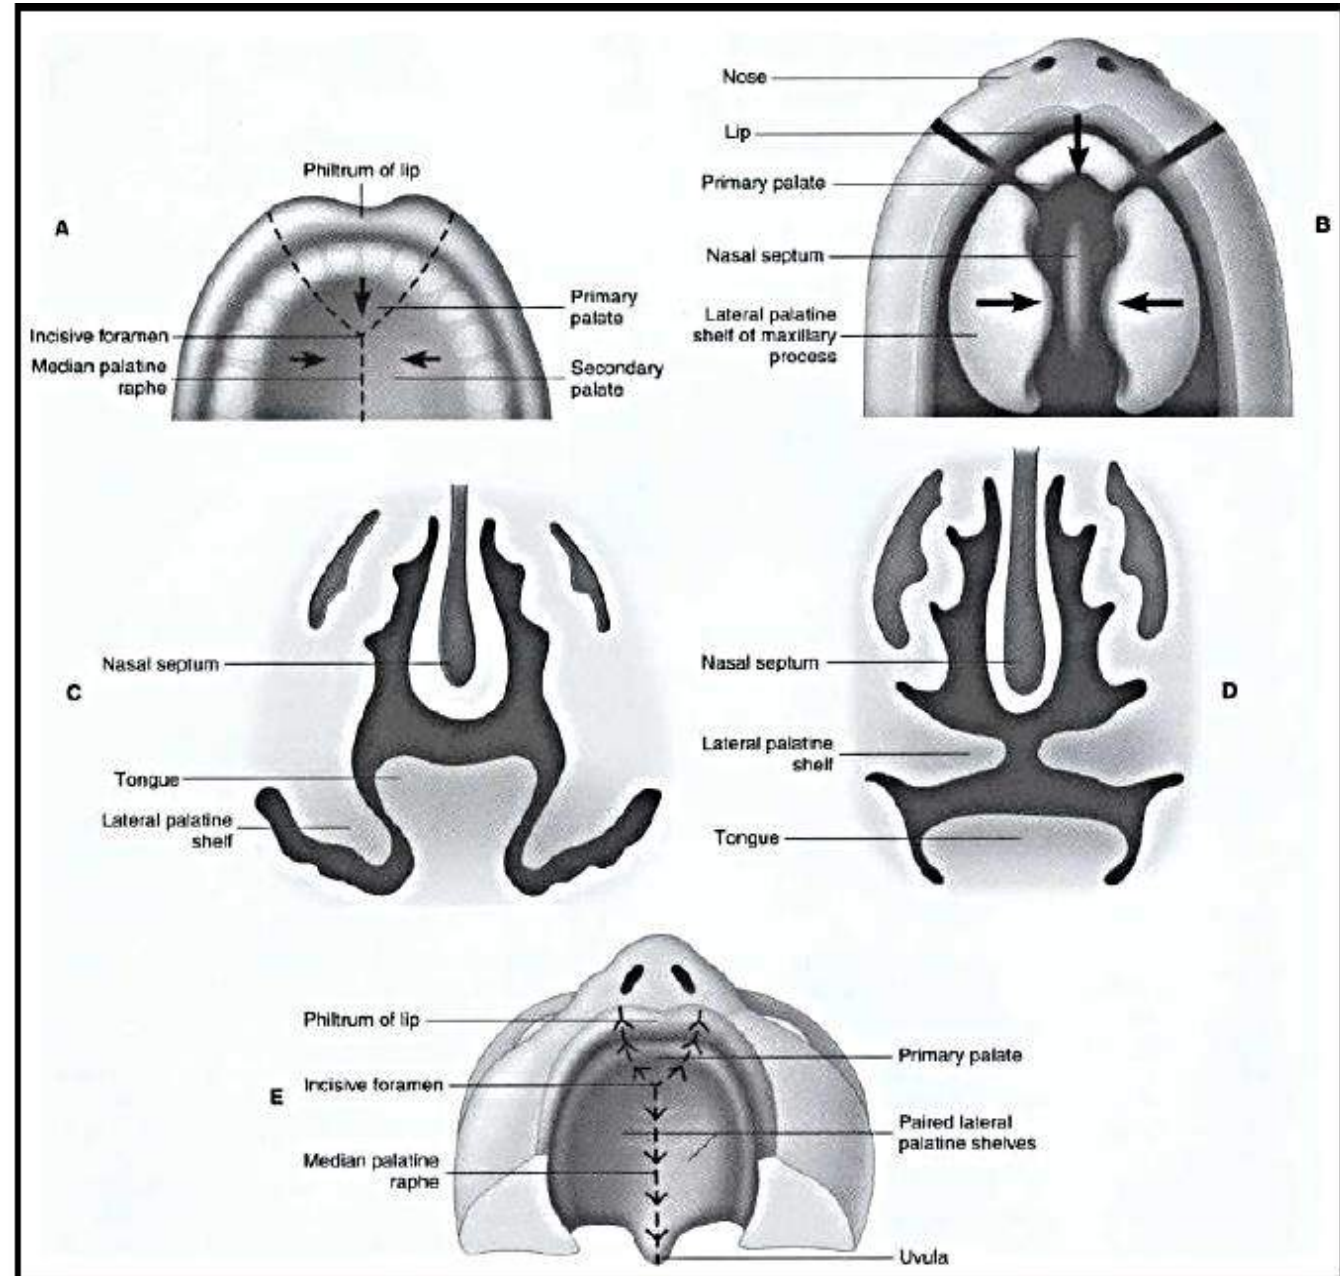 A
Philtrum of lip
Incisive foramen
Median palatine
raphe
Primary
palate
Secondary
palate
B
Nose
Lip
Primary palate
Nasal septum
Lateral palatine
shelf of maxillary
process
C
Nasal septum
Tongue
Lateral palatine
shelf
D
Nasal septum
Lateral palatine
shelf
Tongue
E
Philtrum of lip
Incisive foramen
Median palatine
raphe
Primary palate
Paired lateral
palatine shelves
Uvula